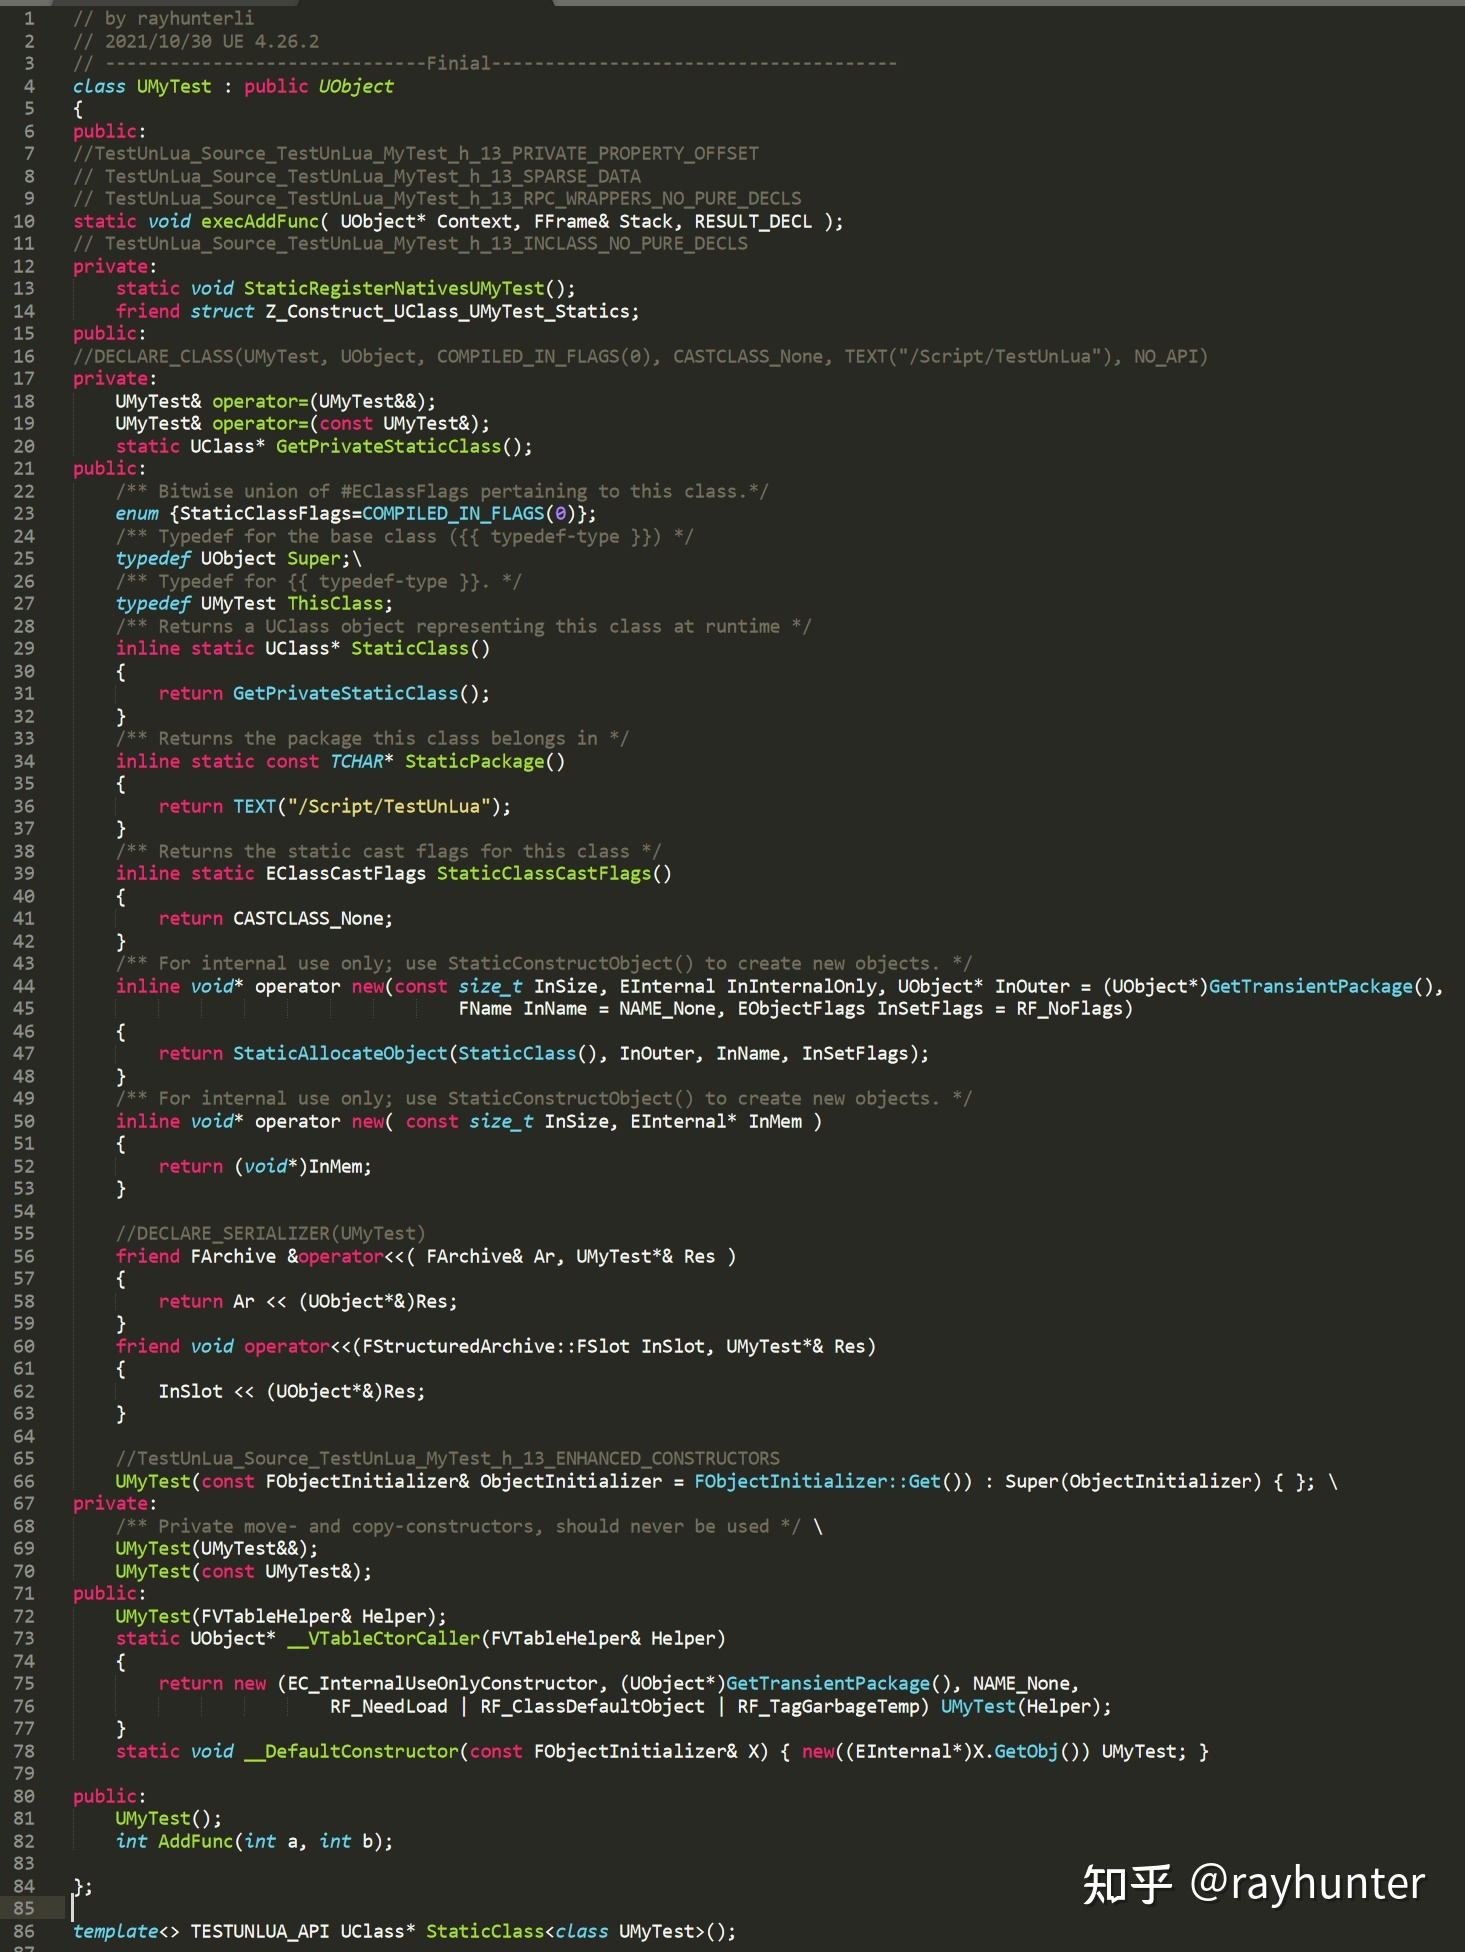 1 // by rayhunterli
2 // 2021/10/30 UE 4.26.2
3 // ------------------------------Finial--------------------------------------
4 class UMyTest : public UObject
5 {
6 public:
7 //TestUnLua_Source_TestUnLua_MyTest_h_13_PRIVATE_PROPERTY_OFFSET
8 // TestUnLua_Source_TestUnLua_MyTest_h_13_SPARSE_DATA
9 // TestUnLua_Source_TestUnLua_MyTest_h_13_RPC_WRAPPERS_NO_PURE_DECLS
10 static void execAddFunc( UObject* Context, FFrame& Stack, RESULT_DECL );
11 // TestUnLua_Source_TestUnLua_MyTest_h_13_INCLASS_NO_PURE_DECLS
12 private:
13 static void StaticRegisterNativesUMyTest();
14 friend struct Z_Construct_UClass_UMyTest_Statics;
15 public:
16 //DECLARE_CLASS(UMyTest, UObject, COMPILED_IN_FLAGS(0), CASTCLASS_None, TEXT("/Script/TestUnLua"), NO_API)
17 private:
18 UMyTest& operator=(UMyTest&&);
19 UMyTest& operator=(const UMyTest&);
20 static UClass* GetPrivateStaticClass();
21 public:
22 /** Bitwise union of #EClassFlags pertaining to this class.*/
23 enum {StaticClassFlags=COMPILED_IN_FLAGS(0)};
24 /** Typedef for the base class ({{ typedef-type }}) */
25 typedef UObject Super;\
26 /** Typedef for {{ typedef-type }}. */
27 typedef UMyTest ThisClass;
28 /** Returns a UClass object representing this class at runtime */
29 inline static UClass* StaticClass()
30 {
31 return GetPrivateStaticClass();
32 }
33 /** Returns the package this class belongs in */
34 inline static const TCHAR* StaticPackage()
35 {
36 return TEXT("/Script/TestUnLua");
37 }
38 /** Returns the static cast flags for this class */
39 inline static EClassCastFlags StaticClassCastFlags()
40 {
41 return CASTCLASS_None;
42 }
43 /** For internal use only; use StaticConstructObject() to create new objects. */
44 inline void* operator new(const size_t InSize, EInternal InInternalOnly, UObject* InOuter = (UObject*)GetTransientPackage(),
45 FName InName = NAME_None, EObjectFlags InSetFlags = RF_NoFlags)
46 {
47 return StaticAllocateObject(StaticClass(), InOuter, InName, InSetFlags);
48 }
49 /** For internal use only; use StaticConstructObject() to create new objects. */
50 inline void* operator new( const size_t InSize, EInternal* InMem )
51 {
52 return (void*)InMem;
53 }
54
55 //DECLARE_SERIALIZER(UMyTest)
56 friend FArchive &operator<<( FArchive& Ar, UMyTest*& Res )
57 {
58 return Ar << (UObject*&)Res;
59 }
60 friend void operator<<(FStructuredArchive::FSlot InSlot, UMyTest*& Res)
61 {
62 InSlot << (UObject*&)Res;
63 }
64
65 //TestUnLua_Source_TestUnLua_MyTest_h_13_ENHANCED_CONSTRUCTORS
66 UMyTest(const FObjectInitializer& ObjectInitializer = FObjectInitializer::Get()) : Super(ObjectInitializer) { }; \
67 private:
68 /** Private move- and copy-constructors, should never be used */ \
69 UMyTest(UMyTest&&);
70 UMyTest(const UMyTest&);
71 public:
72 UMyTest(FVTableHelper& Helper);
73 static UObject* __VTableCtorCaller(FVTableHelper& Helper)
74 {
75 return new (EC_InternalUseOnlyConstructor, (UObject*)GetTransientPackage(), NAME_None,
76 RF_NeedLoad | RF_ClassDefaultObject | RF_TagGarbageTemp) UMyTest(Helper);
77 }
78 static void __DefaultConstructor(const FObjectInitializer& X) { new((EInternal*)X.GetObj()) UMyTest; }
79
80 public:
81 UMyTest();
82 int AddFunc(int a, int b);
83
84 };
85
86 template<> TESTUNLUA_API UClass* StaticClass<class UMyTest>();
知乎 @rayhunter